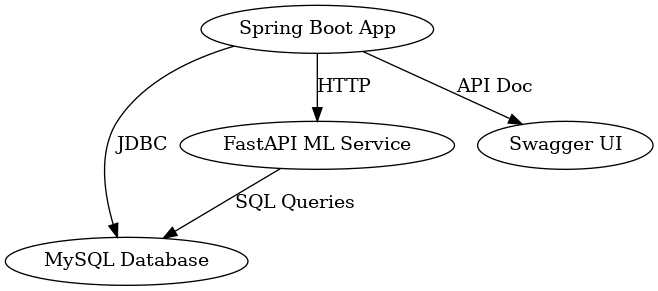 Spring Boot App
HTTP
API Doc
JDBC
FastAPI ML Service
Swagger UI
SQL Queries
MySQL Database